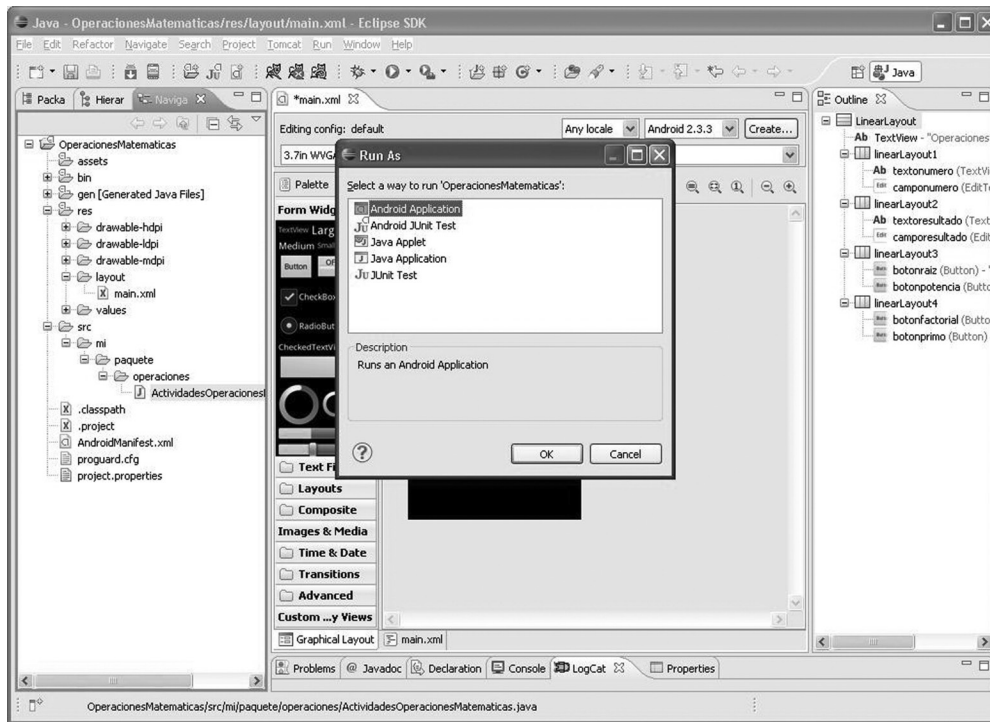 Java - OperacionesMatematicas/res/layout/main.xml - Eclipse SDK
File Edit Refactor Navigate Search Project Tomcat Run Window Help
Java
Packa Hierar Naviga
OperacionesMatematicas
assets
bin
gen [Generated Java Files]
res
drawable-hdpi
drawable-ldpi
drawable-mdpi
layout
main.xml
values
src
mi
paquete
operaciones
ActividadesOperaciones
.classpath
.project
AndroidManifest.xml
proguard.cfg
project.properties
*main.xml
Editing config: default
Any locale
Android 2.3.3
Create...
3.7in WVGA
Palette
Form Widg
TextView Larg
Medium Small
Button OF
CheckBox
RadioBut
CheckedTextVi
Text Fi
Layouts
Composite
Images & Media
Time & Date
Transitions
Advanced
Custom ...y Views
Graphical Layout
main.xml
Run As
Select a way to run 'OperacionesMatematicas':
Android Application
Android JUnit Test
Java Applet
Java Application
JUnit Test
Description
Runs an Android Application
OK
Cancel
Outline
LinearLayout
Ab TextView - "Operaciones
linearLayout1
Ab textonumero (TextVi
camponumero (EditTe
linearLayout2
Ab textoresultado (Text
camporesultado (Edit
linearLayout3
botonraiz (Button) - "
botonpotencia (Butto
linearLayout4
botonfactorial (Butto
botonprimo (Button)
Problems @ Javadoc Declaration Console LogCat Properties
OperacionesMatematicas/src/mi/paquete/operaciones/ActividadesOperacionesMatematicas.java